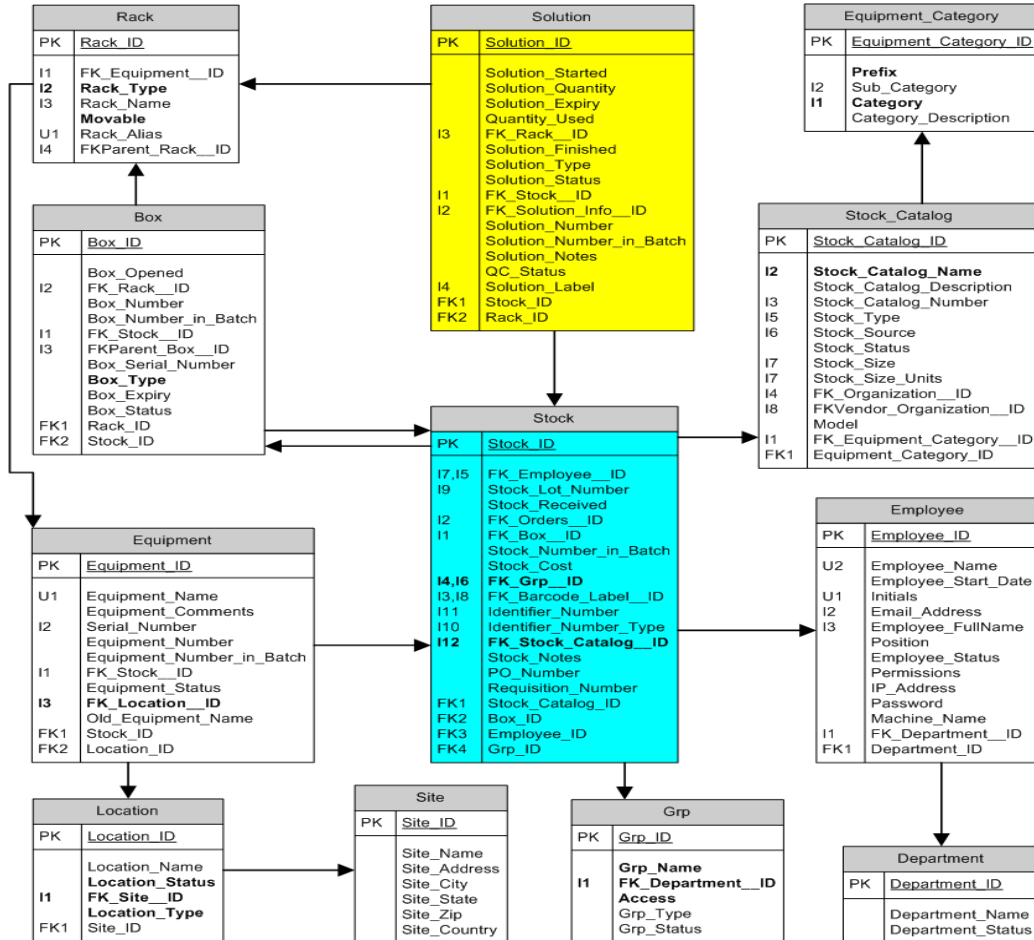 Rack
PK Rack_ID
I1 FK_Equipment__ID
I2 Rack_Type
I3 Rack_Name
Movable
U1 Rack_Alias
I4 FKParent_Rack__ID
Solution
PK Solution_ID
Solution_Started
Solution_Quantity
Solution_Expiry
Quantity_Used
I3 FK_Rack__ID
Solution_Finished
Solution_Type
Solution_Status
I1 FK_Stock__ID
I2 FK_Solution_Info__ID
Solution_Number
Solution_Number_in_Batch
Solution_Notes
QC_Status
I4 Solution_Label
FK1 Stock_ID
FK2 Rack_ID
Equipment_Category
PK Equipment_Category_ID
Prefix
I2 Sub_Category
I1 Category
Category_Description
Box
PK Box_ID
Box_Opened
I2 FK_Rack__ID
Box_Number
Box_Number_in_Batch
I1 FK_Stock__ID
I3 FKParent_Box__ID
Box_Serial_Number
Box_Type
Box_Expiry
Box_Status
FK1 Rack_ID
FK2 Stock_ID
Stock_Catalog
PK Stock_Catalog_ID
I2 Stock_Catalog_Name
Stock_Catalog_Description
I3 Stock_Catalog_Number
I5 Stock_Type
I6 Stock_Source
Stock_Status
I7 Stock_Size
I7 Stock_Size_Units
I4 FK_Organization__ID
I8 FKVendor_Organization__ID
Model
I1 FK_Equipment_Category__ID
FK1 Equipment_Category_ID
Stock
PK Stock_ID
I7,I5 FK_Employee__ID
I9 Stock_Lot_Number
Stock_Received
I2 FK_Orders__ID
I1 FK_Box__ID
Stock_Number_in_Batch
Stock_Cost
I4,I6 FK_Grp__ID
I3,I8 FK_Barcode_Label__ID
I11 Identifier_Number
I10 Identifier_Number_Type
I12 FK_Stock_Catalog__ID
Stock_Notes
PO_Number
Requisition_Number
FK1 Stock_Catalog_ID
FK2 Box_ID
FK3 Employee_ID
FK4 Grp_ID
Equipment
PK Equipment_ID
U1 Equipment_Name
Equipment_Comments
I2 Serial_Number
Equipment_Number
Equipment_Number_in_Batch
I1 FK_Stock__ID
Equipment_Status
I3 FK_Location__ID
Old_Equipment_Name
FK1 Stock_ID
FK2 Location_ID
Employee
PK Employee_ID
U2 Employee_Name
Employee_Start_Date
U1 Initials
I2 Email_Address
I3 Employee_FullName
Position
Employee_Status
Permissions
IP_Address
Password
Machine_Name
I1 FK_Department__ID
FK1 Department_ID
Location
PK Location_ID
Location_Name
Location_Status
I1 FK_Site__ID
Location_Type
FK1 Site_ID
Site
PK Site_ID
Site_Name
Site_Address
Site_City
Site_State
Site_Zip
Site_Country
Grp
PK Grp_ID
Grp_Name
I1 FK_Department__ID
Access
Grp_Type
Grp_Status
Department
PK Department_ID
Department_Name
Department_Status